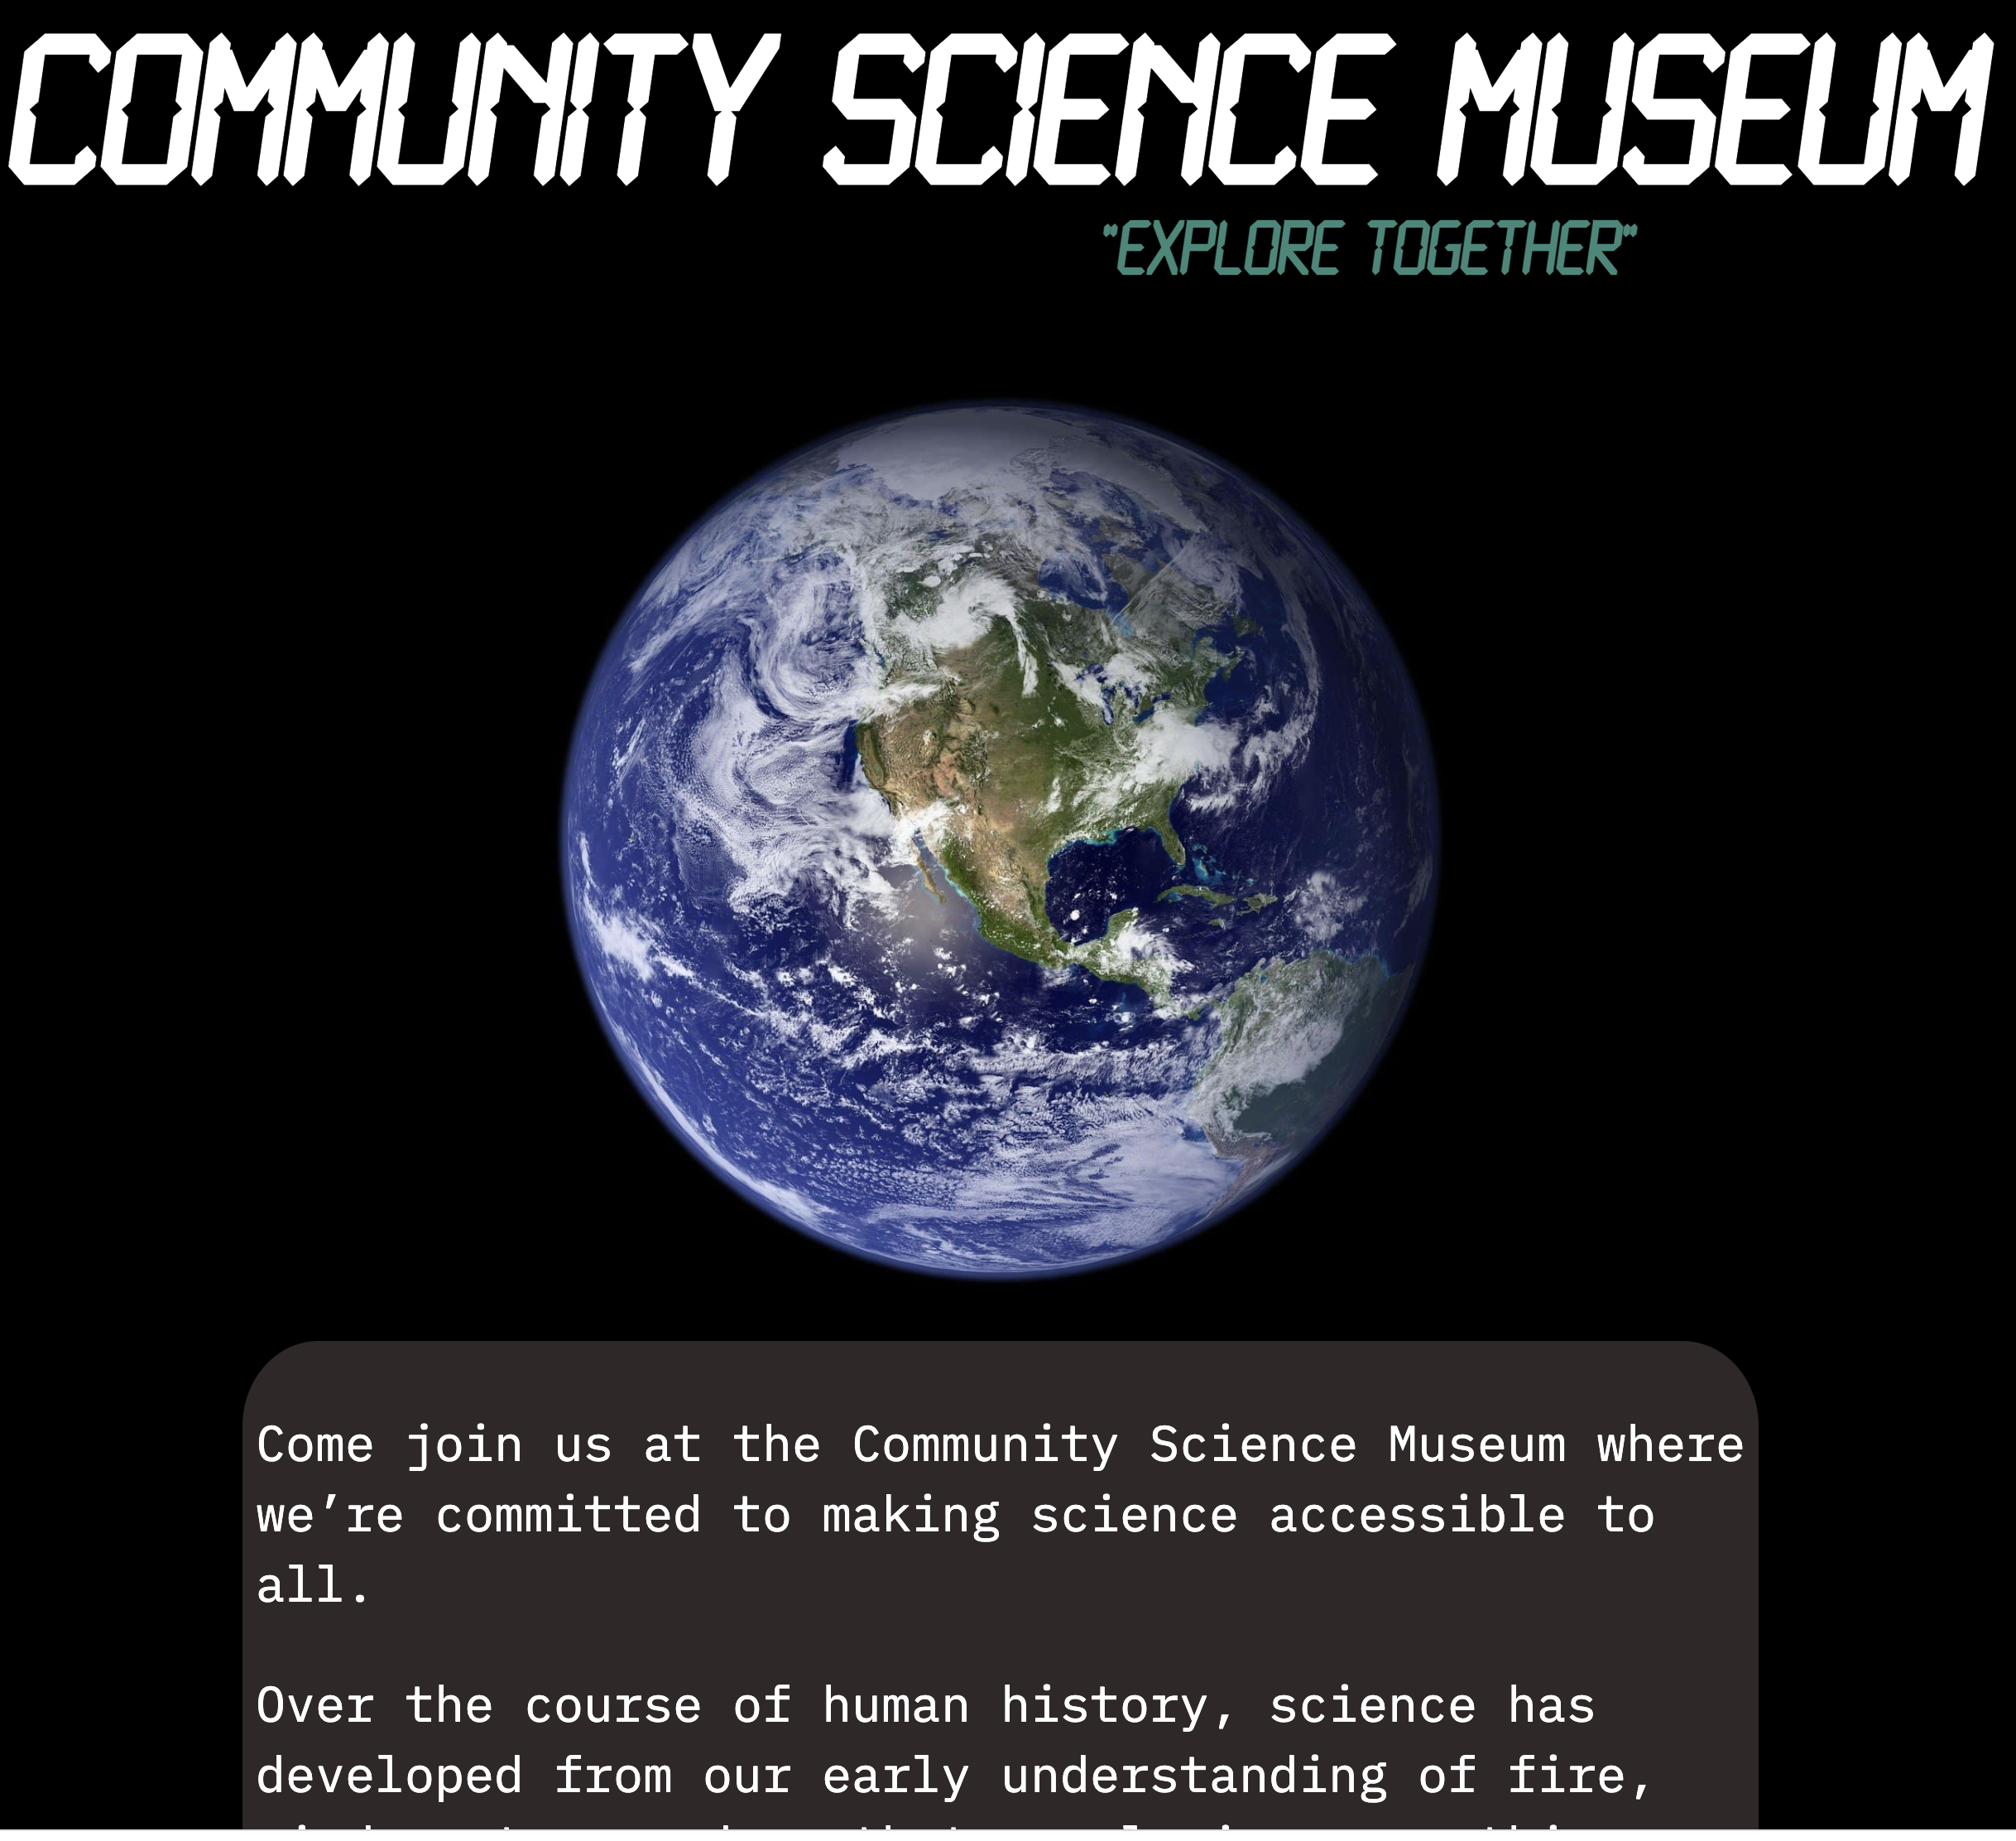 COMMUNITY SCIENCE MUSEUM
"EXPLORE TOGETHER"
Come join us at the Community Science Museum where
we’re committed to making science accessible to
all.
Over the course of human history, science has
developed from our early understanding of fire,